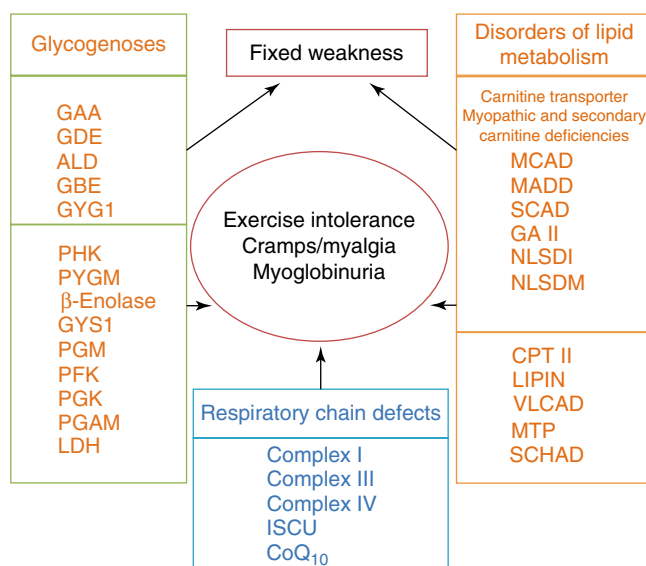 Glycogenoses
GAA
GDE
ALD
GBE
GYG1
PHK
PYGM
β-Enolase
GYS1
PGM
PFK
PGK
PGAM
LDH
Fixed weakness
Exercise intolerance
Cramps/myalgia
Myoglobinuria
Respiratory chain defects
Complex I
Complex III
Complex IV
ISCU
CoQ10
Disorders of lipid
metabolism
Carnitine transporter
Myopathic and secondary
carnitine deficiencies
MCAD
MADD
SCAD
GA II
NLSDI
NLSDM
CPT II
LIPIN
VLCAD
MTP
SCHAD